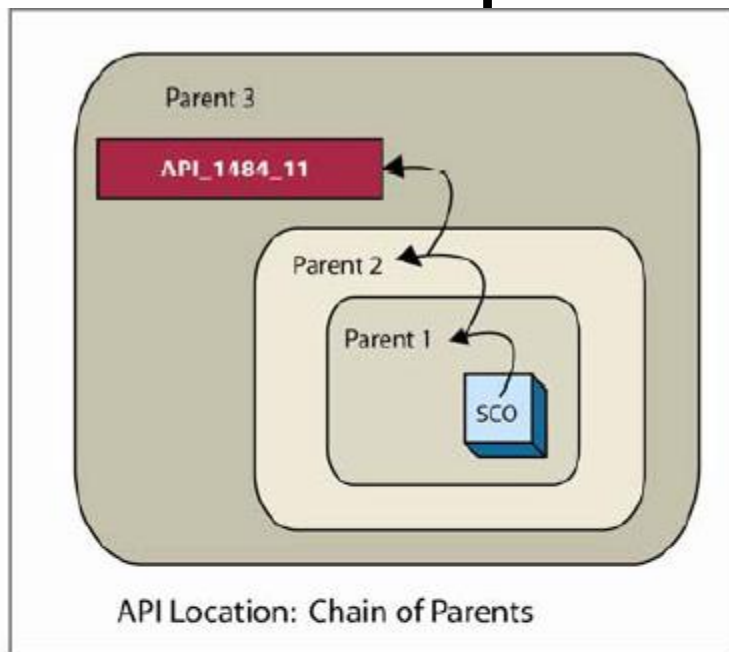 Parent 3
API_1484_11
Parent 2
Parent 1
SCO
API Location: Chain of Parents